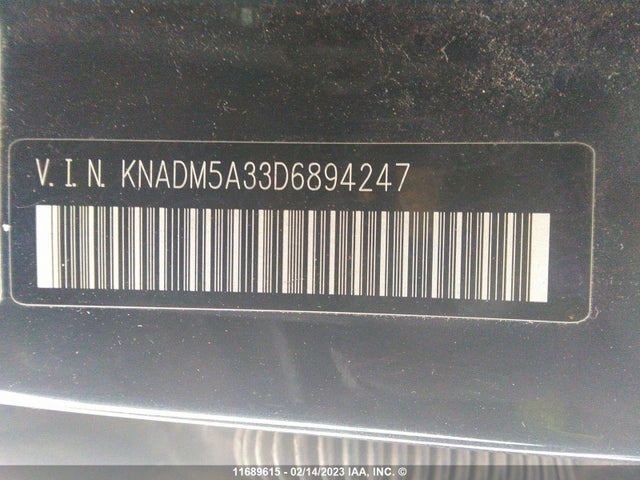 V. I. N. KNADM5A33D6894247
11689615 - 02/14/2023 IAA, INC. ©